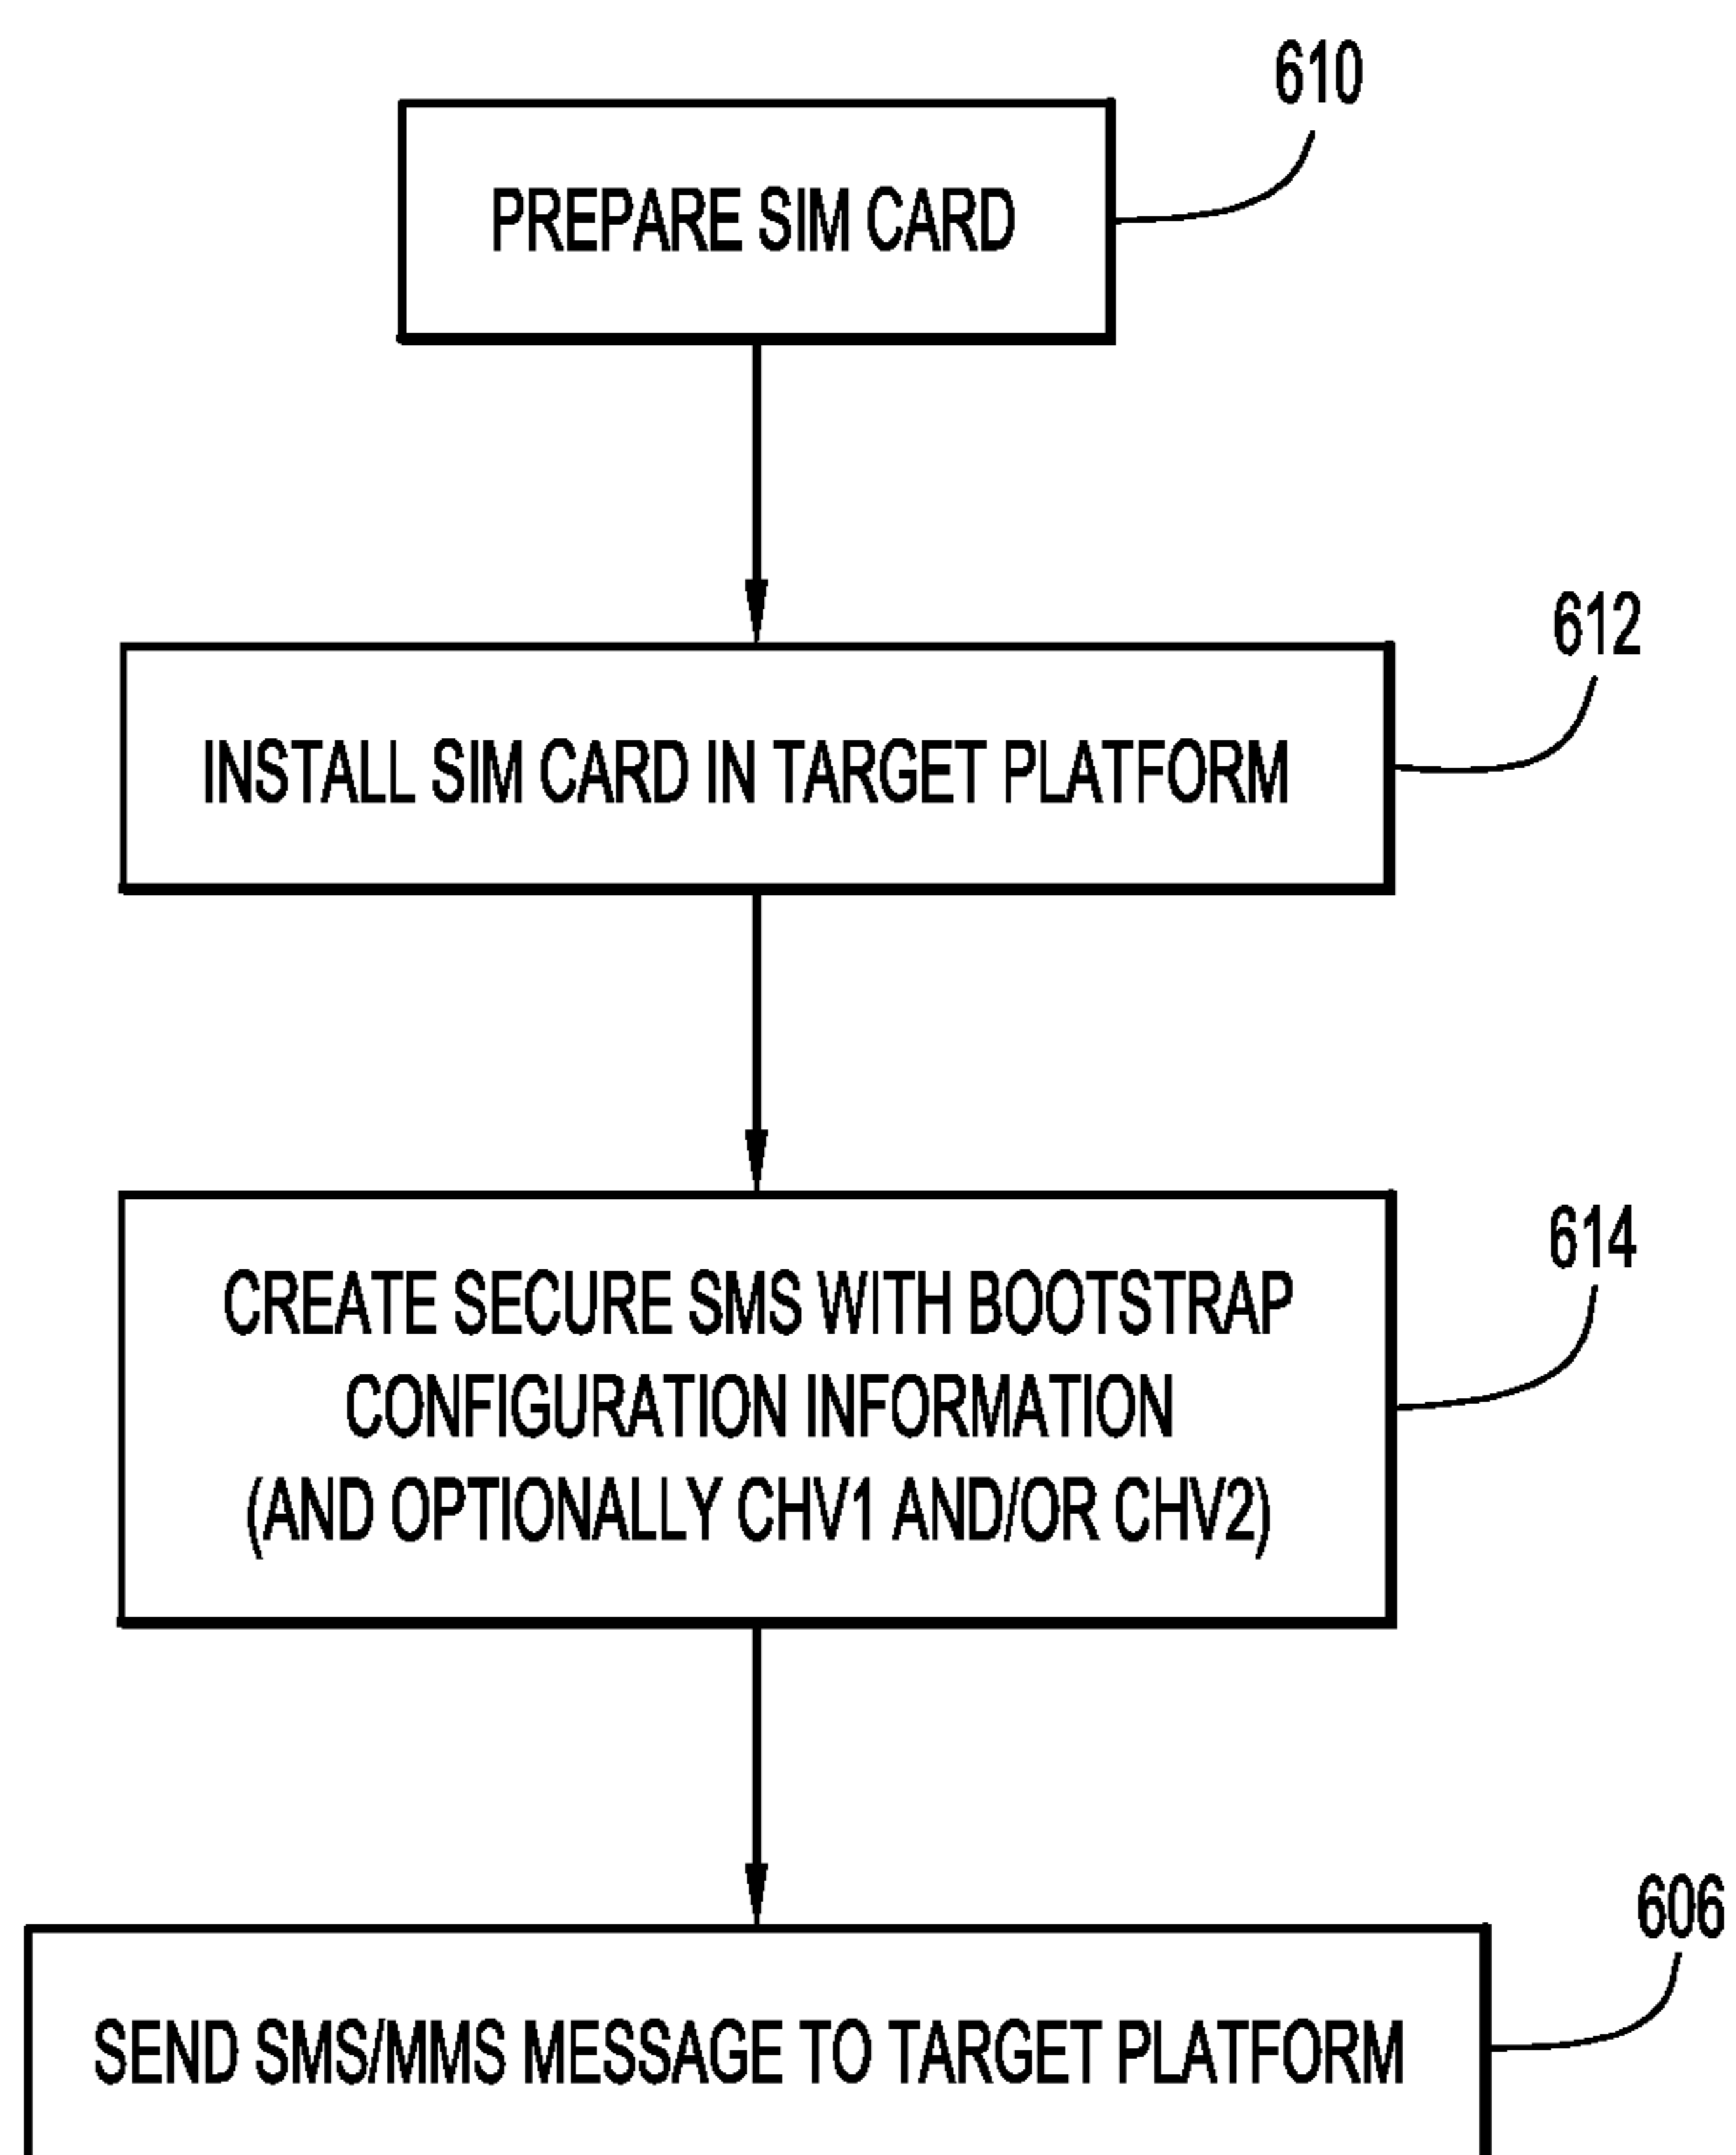 610
PREPARE SIM CARD
612
INSTALL SIM CARD IN TARGET PLATFORM
614
CREATE SECURE SMS WITH BOOTSTRAP
CONFIGURATION INFORMATION
(AND OPTIONALLY CHV1 AND/OR CHV2)
606
SEND SMS/MMS MESSAGE TO TARGET PLATFORM